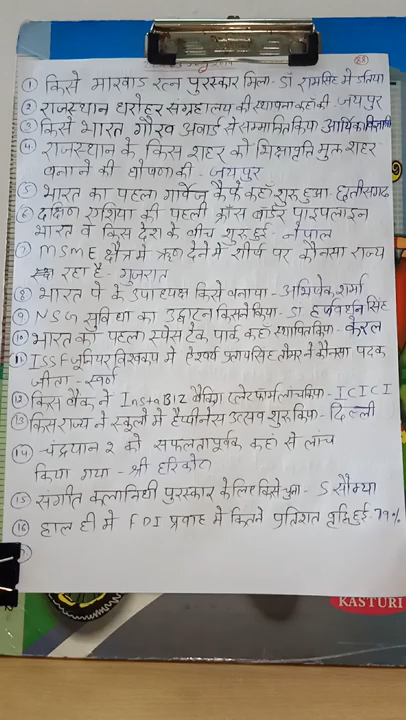 88
① किसे मारवाड़ रत्न पुरस्कार मिला - डॉ रामसिंह मेडतिया
② राजस्थान धरोहर संग्रहालय की स्थापना कहाँ की - जयपुर
③ किसे भारत गौरव अवार्ड से सम्मानित किया -
④ राजस्थान के किस शहर को भिक्षावृति मुक्त शहर
बनाने की घोषणा की - जयपुर
⑤ भारत का पहला गार्वेज कैफे कहाँ शुरू हुआ - छतीसगढ
⑥ दक्षिण एशिया की पहली क्रॉस बार्डर पाइपलाइन
भारत व किस देश के बीच शुरू हुई - नेपाल
⑦ MSME क्षेत्र में ऋण देने में शीर्ष पर कौनसा राज्य
रहा है - गुजरात
⑧ भारत पे के उपाध्यक्ष किसे बनाया - अभिषेक शर्मा
⑨ NSG सुविधा का उद्घाटन किसने किया - डा हर्षवर्धन सिंह
⑩ भारत का पहला स्पेस टेक पार्क कहां स्थापित किया - केरल
⑪ ISSF जूनियर विश्वकप में ऐश्वर्य प्रतापसिंह तोमर ने कौनसा पदक
जीता - स्वर्ण
⑫ किस बैंक ने InstaBIZ बैंकिंग प्लेटफार्म लांच किया - ICICI
⑬ किस राज्य ने स्कूलों में हैप्पीनेस उत्सव शुरू किया - दिल्ली
⑭ चंद्रयान 2 को सफलतापूर्वक कहां से लांच
किया गया - श्री हरिकोटा
⑮ संगीत कलानिधी पुरस्कार के लिए किसे चुना - S सौम्या
⑯ हाल ही में FDI प्रवाह में कितने प्रतिशत वृद्धि हुई - 79%
KASTURI